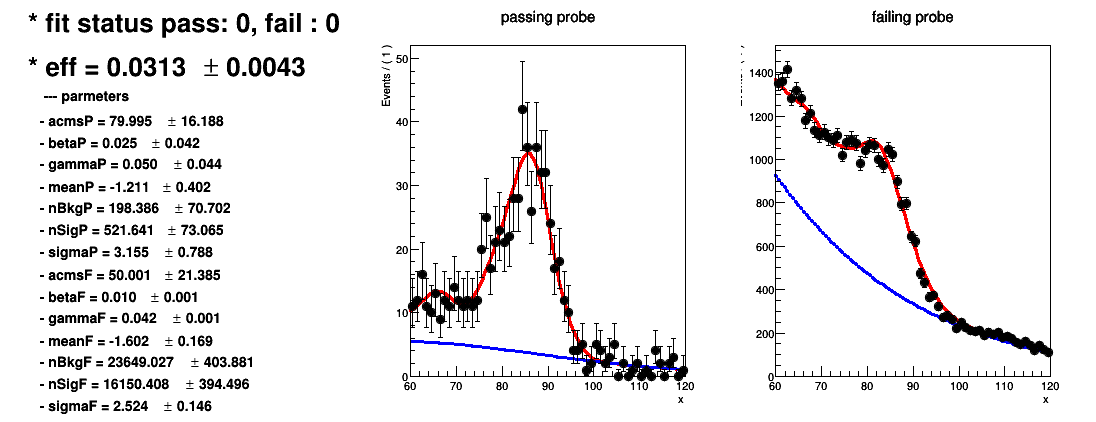 * fit status pass: 0, fail : 0
* eff = 0.0313 ± 0.0043
--- parmeters
- acmsP = 79.995 ± 16.188
- betaP = 0.025 ± 0.042
- gammaP = 0.050 ± 0.044
- meanP = -1.211 ± 0.402
- nBkgP = 198.386 ± 70.702
- nSigP = 521.641 ± 73.065
- sigmaP = 3.155 ± 0.788
- acmsF = 50.001 ± 21.385
- betaF = 0.010 ± 0.001
- gammaF = 0.042 ± 0.001
- meanF = -1.602 ± 0.169
- nBkgF = 23649.027 ± 403.881
- nSigF = 16150.408 ± 394.496
- sigmaF = 2.524 ± 0.146
passing probe
Events / ( 1 )
50
40
30
20
10
0
60 70 80 90 100 110 120
x
failing probe
1400
1200
1000
800
600
400
200
0
60 70 80 90 100 110 120
x